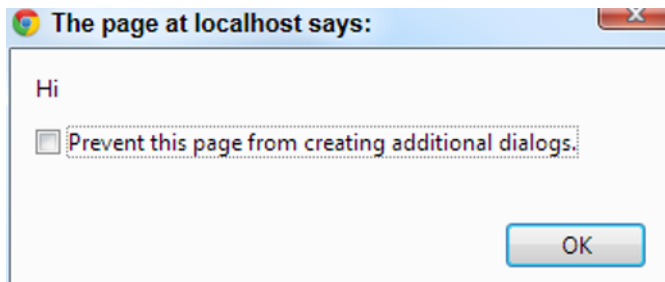 The page at localhost says:
Hi
Prevent this page from creating additional dialogs.
OK